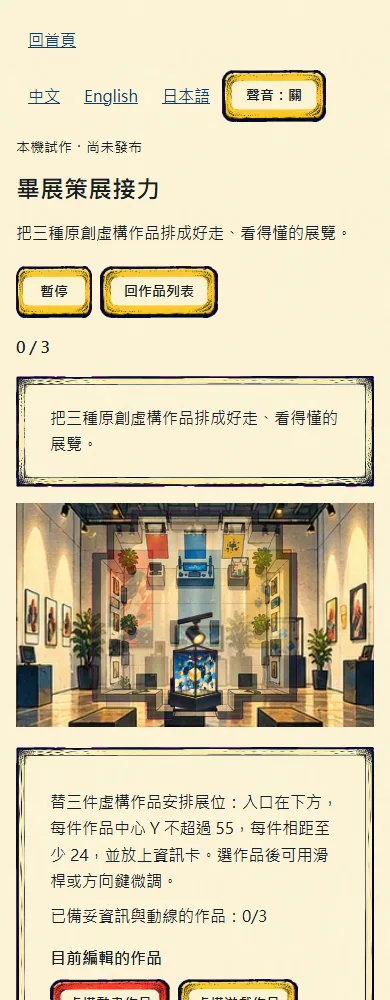 回首頁
中文 English 日本語 聲音：關
本機試作・尚未發布
畢展策展接力
把三種原創虛構作品排成好走、看得懂的展覽。
暫停 回作品列表
0 / 3
把三種原創虛構作品排成好走、看得懂的
展覽。
替三件虛構作品安排展位：入口在下方，
每件作品中心 Y 不超過 55，每件相距至
少 24，並放上資訊卡。選作品後可用滑
桿或方向鍵微調。
已備妥資訊與動線的作品：0/3
目前編輯的作品